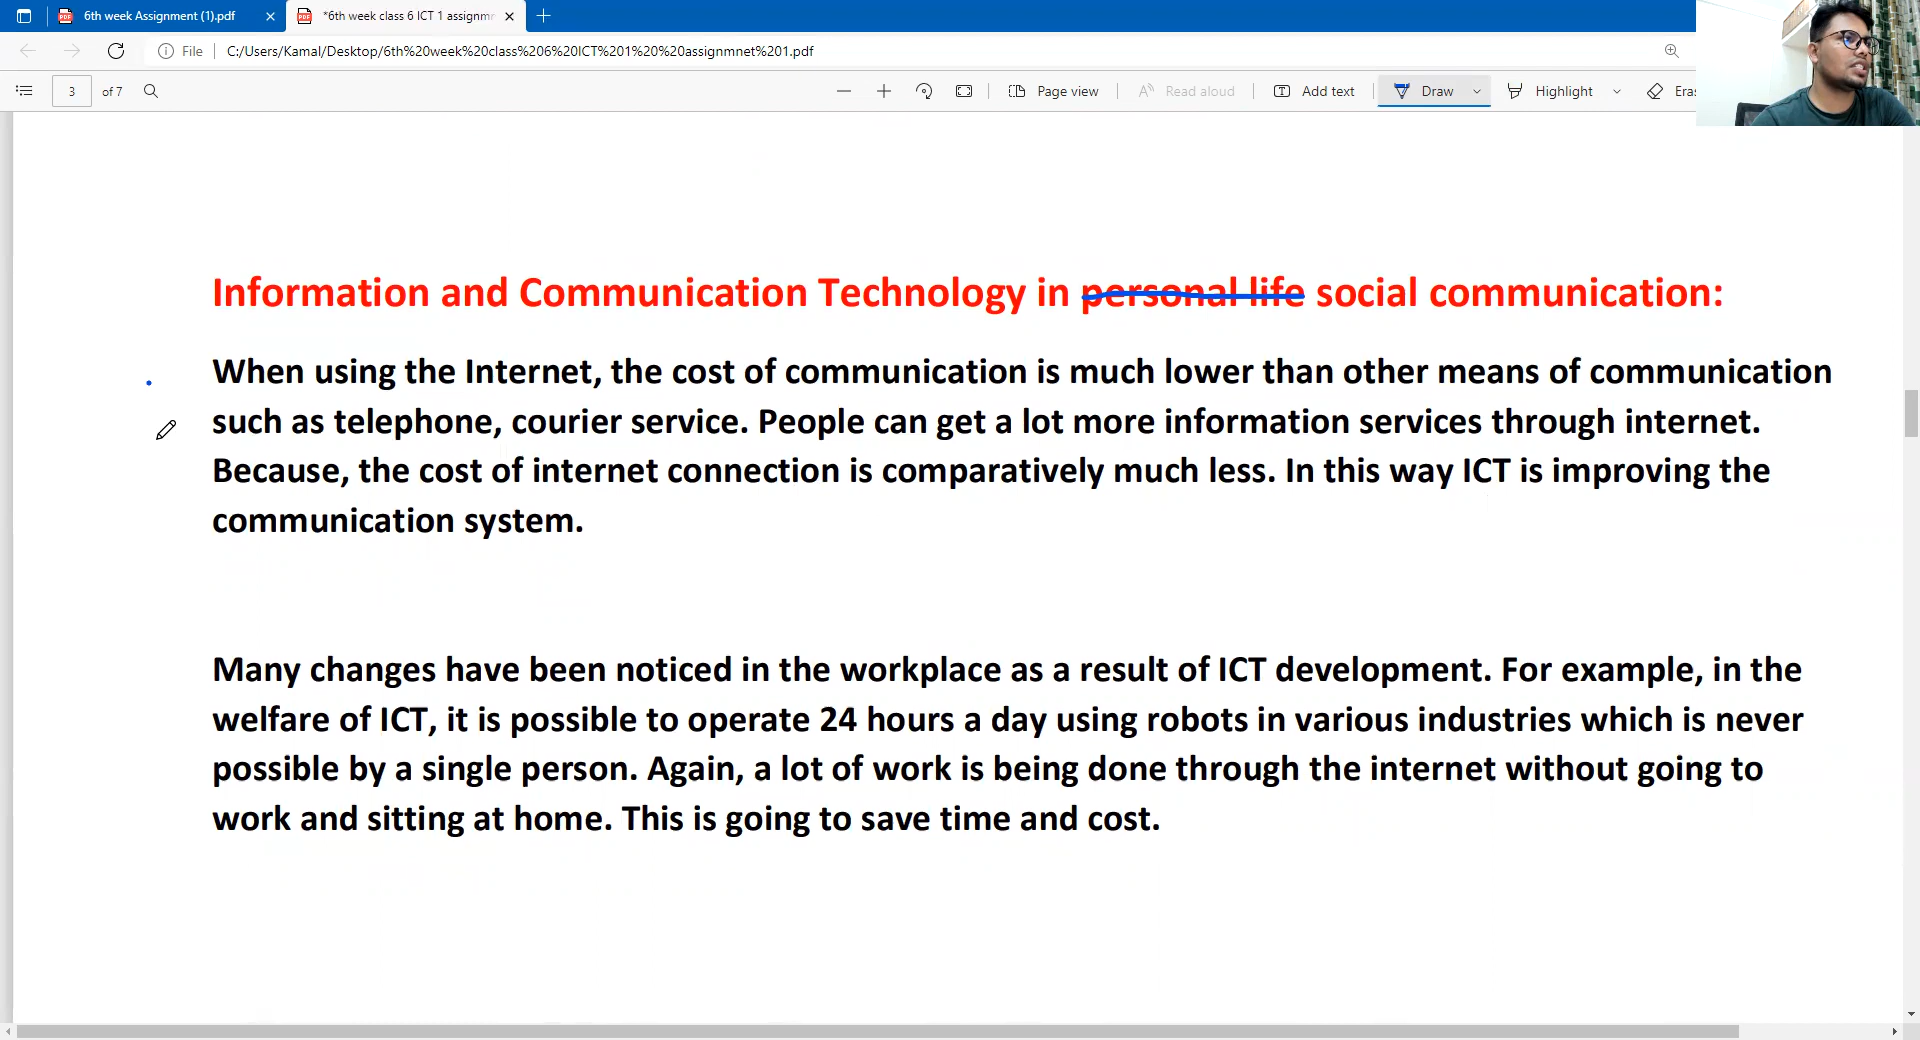 6th week Assignment (1).pdf
*6th week class 6 ICT 1 assignmn
File
C:/Users/Kamal/Desktop/6th%20week%20class%206%20ICT%201%20%20assignmnet%201.pdf
3 of 7
Page view
Read aloud
Add text
Draw
Highlight
Eras
Information and Communication Technology in personal life social communication:
When using the Internet, the cost of communication is much lower than other means of communication
such as telephone, courier service. People can get a lot more information services through internet.
Because, the cost of internet connection is comparatively much less. In this way ICT is improving the
communication system.
Many changes have been noticed in the workplace as a result of ICT development. For example, in the
welfare of ICT, it is possible to operate 24 hours a day using robots in various industries which is never
possible by a single person. Again, a lot of work is being done through the internet without going to
work and sitting at home. This is going to save time and cost.